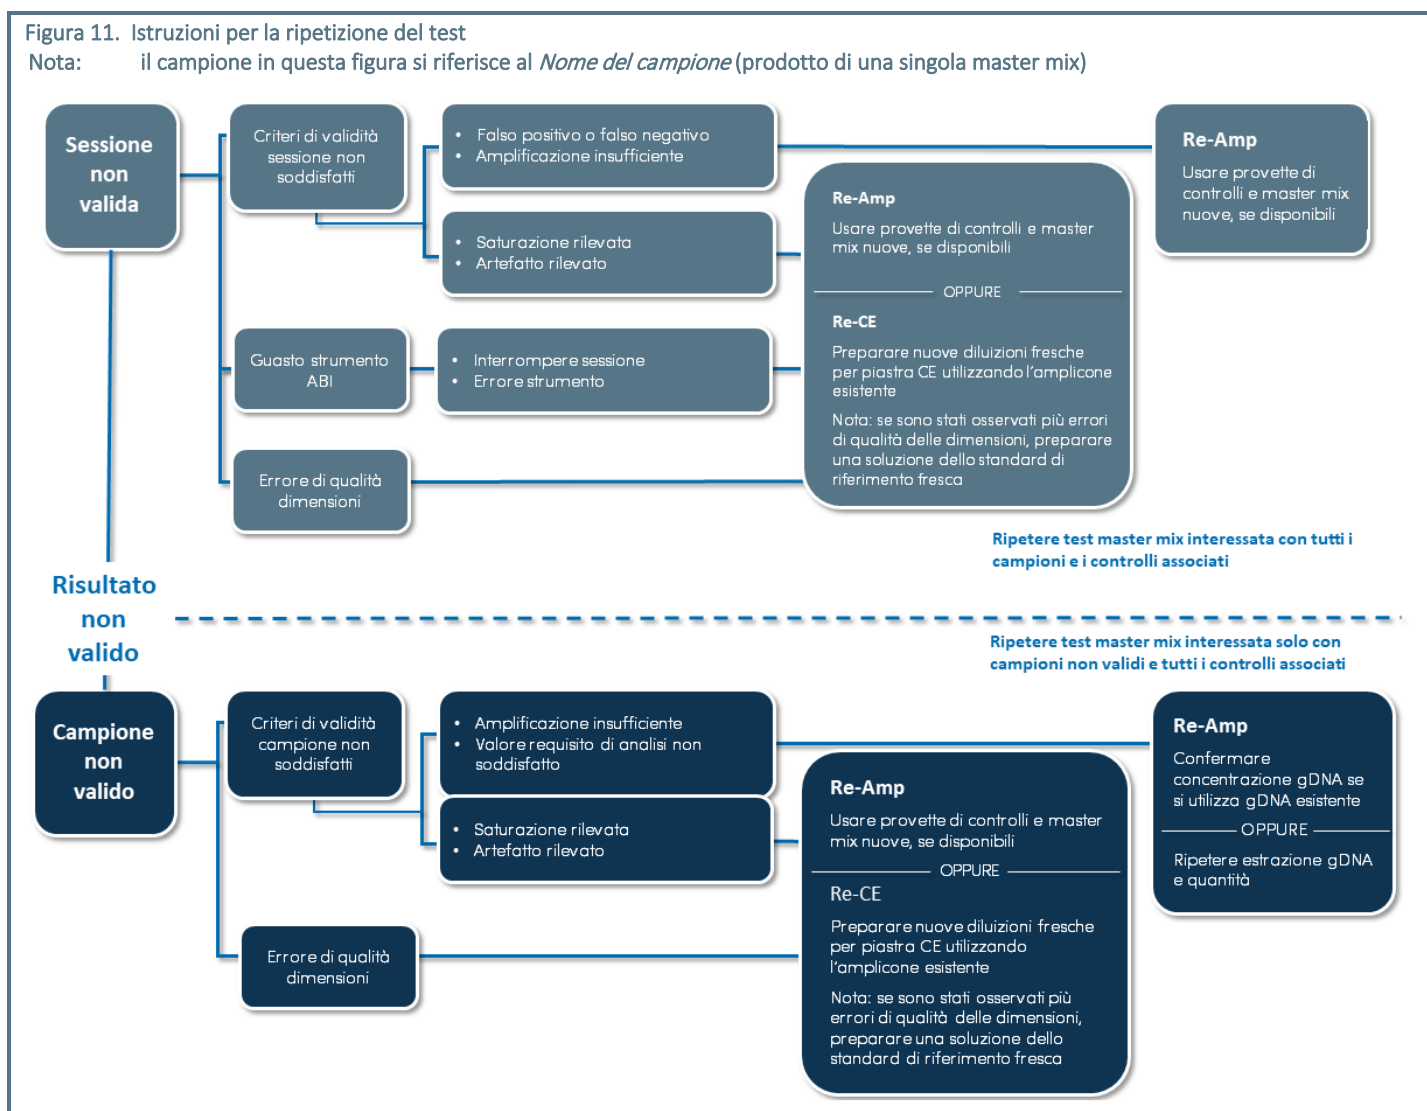 Figura 11. Istruzioni per la ripetizione del test
Nota: il campione in questa figura si riferisce al Nome del campione (prodotto di una singola master mix)
Sessione
non
valida
Criteri di validità
sessione non
soddisfatti
• Falso positivo o falso negativo
• Amplificazione insufficiente
Re-Amp
Usare provette di
controlli e master mix
nuove, se disponibili
• Saturazione rilevata
• Artefatto rilevato
Re-Amp
Usare provette di controlli e master
mix nuove, se disponibili
OPPURE
Re-CE
Preparare nuove diluizioni fresche
per piastra CE utilizzando l'amplicone
esistente
Nota: se sono stati osservati più errori
di qualità delle dimensioni, preparare
una soluzione dello standard di
riferimento fresca
Guasto strumento
ABI
• Interrompere sessione
• Errore strumento
Errore di qualità
dimensioni
Ripetere test master mix interessata con tutti i
campioni e i controlli associati
Risultato
non
valido
Ripetere test master mix interessata solo con
campioni non validi e tutti i controlli associati
Campione
non
valido
Criteri di validità
campione non
soddisfatti
• Amplificazione insufficiente
• Valore requisito di analisi non
soddisfatto
Re-Amp
Confermare
concentrazione gDNA se
si utilizza gDNA esistente
OPPURE
Ripetere estrazione gDNA
e quantità
• Saturazione rilevata
• Artefatto rilevato
Re-Amp
Usare provette di controlli e master
mix nuove, se disponibili
OPPURE
Re-CE
Preparare nuove diluizioni fresche
per piastra CE utilizzando
l'amplicone esistente
Nota: se sono stati osservati più
errori di qualità delle dimensioni,
preparare una soluzione dello
standard di riferimento fresca
Errore di qualità
dimensioni